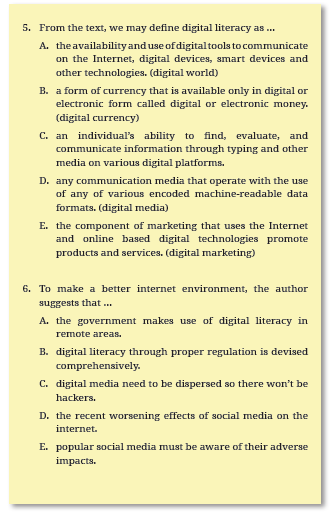 5. From the text, we may define digital literacy as ...
A. the availability and use of digital tools to communicate
on the Internet, digital devices, smart devices and
other technologies. (digital world)
B. a form of currency that is available only in digital or
electronic form called digital or electronic money.
(digital currency)
C. an individual's ability to find, evaluate, and
communicate information through typing and other
media on various digital platforms.
D. any communication media that operate with the use
of any of various encoded machine-readable data
formats. (digital media)
E. the component of marketing that uses the Internet
and online based digital technologies promote
products and services. (digital marketing)
6. To make a better internet environment, the author
suggests that ...
A. the government makes use of digital literacy in
remote areas.
B. digital literacy through proper regulation is devised
comprehensively.
C. digital media need to be dispersed so there won't be
hackers.
D. the recent worsening effects of social media on the
internet.
E. popular social media must be aware of their adverse
impacts.